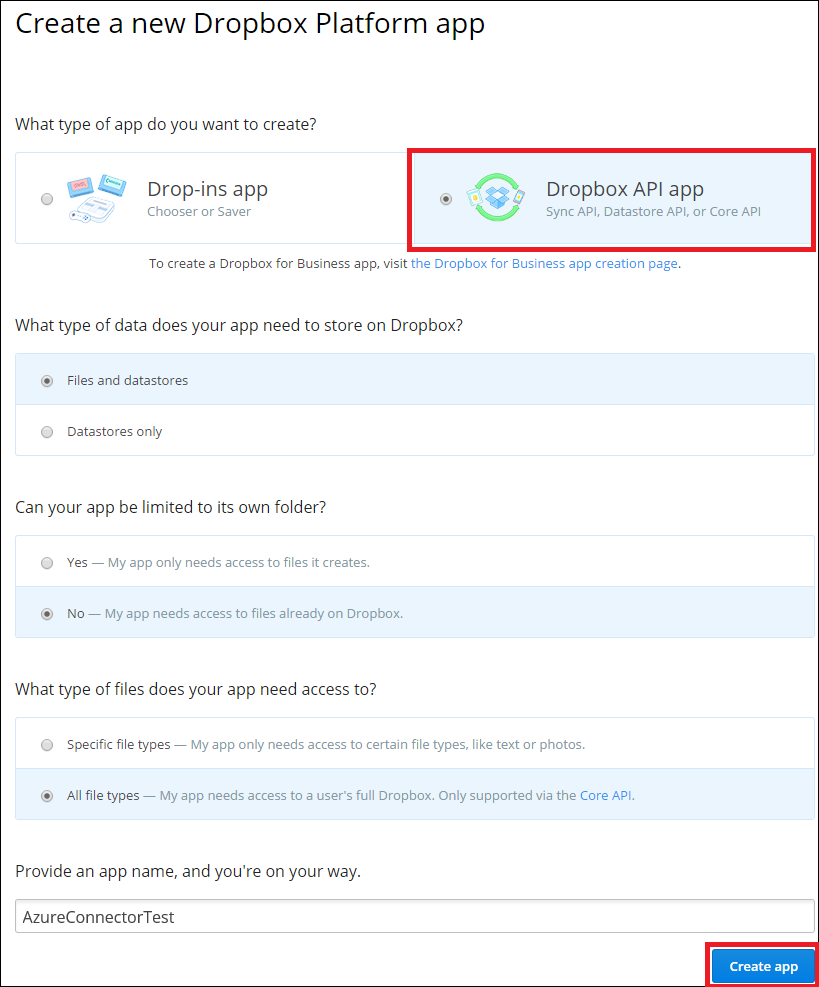 Create a new Dropbox Platform app
What type of app do you want to create?
Drop-ins app
Chooser or Saver
Dropbox API app
Sync API, Datastore API, or Core API
To create a Dropbox for Business app, visit the Dropbox for Business app creation page.
What type of data does your app need to store on Dropbox?
Files and datastores
Datastores only
Can your app be limited to its own folder?
Yes — My app only needs access to files it creates.
No — My app needs access to files already on Dropbox.
What type of files does your app need access to?
Specific file types — My app only needs access to certain file types, like text or photos.
All file types — My app needs access to a user's full Dropbox. Only supported via the Core API.
Provide an app name, and you're on your way.
AzureConnectorTest
Create app